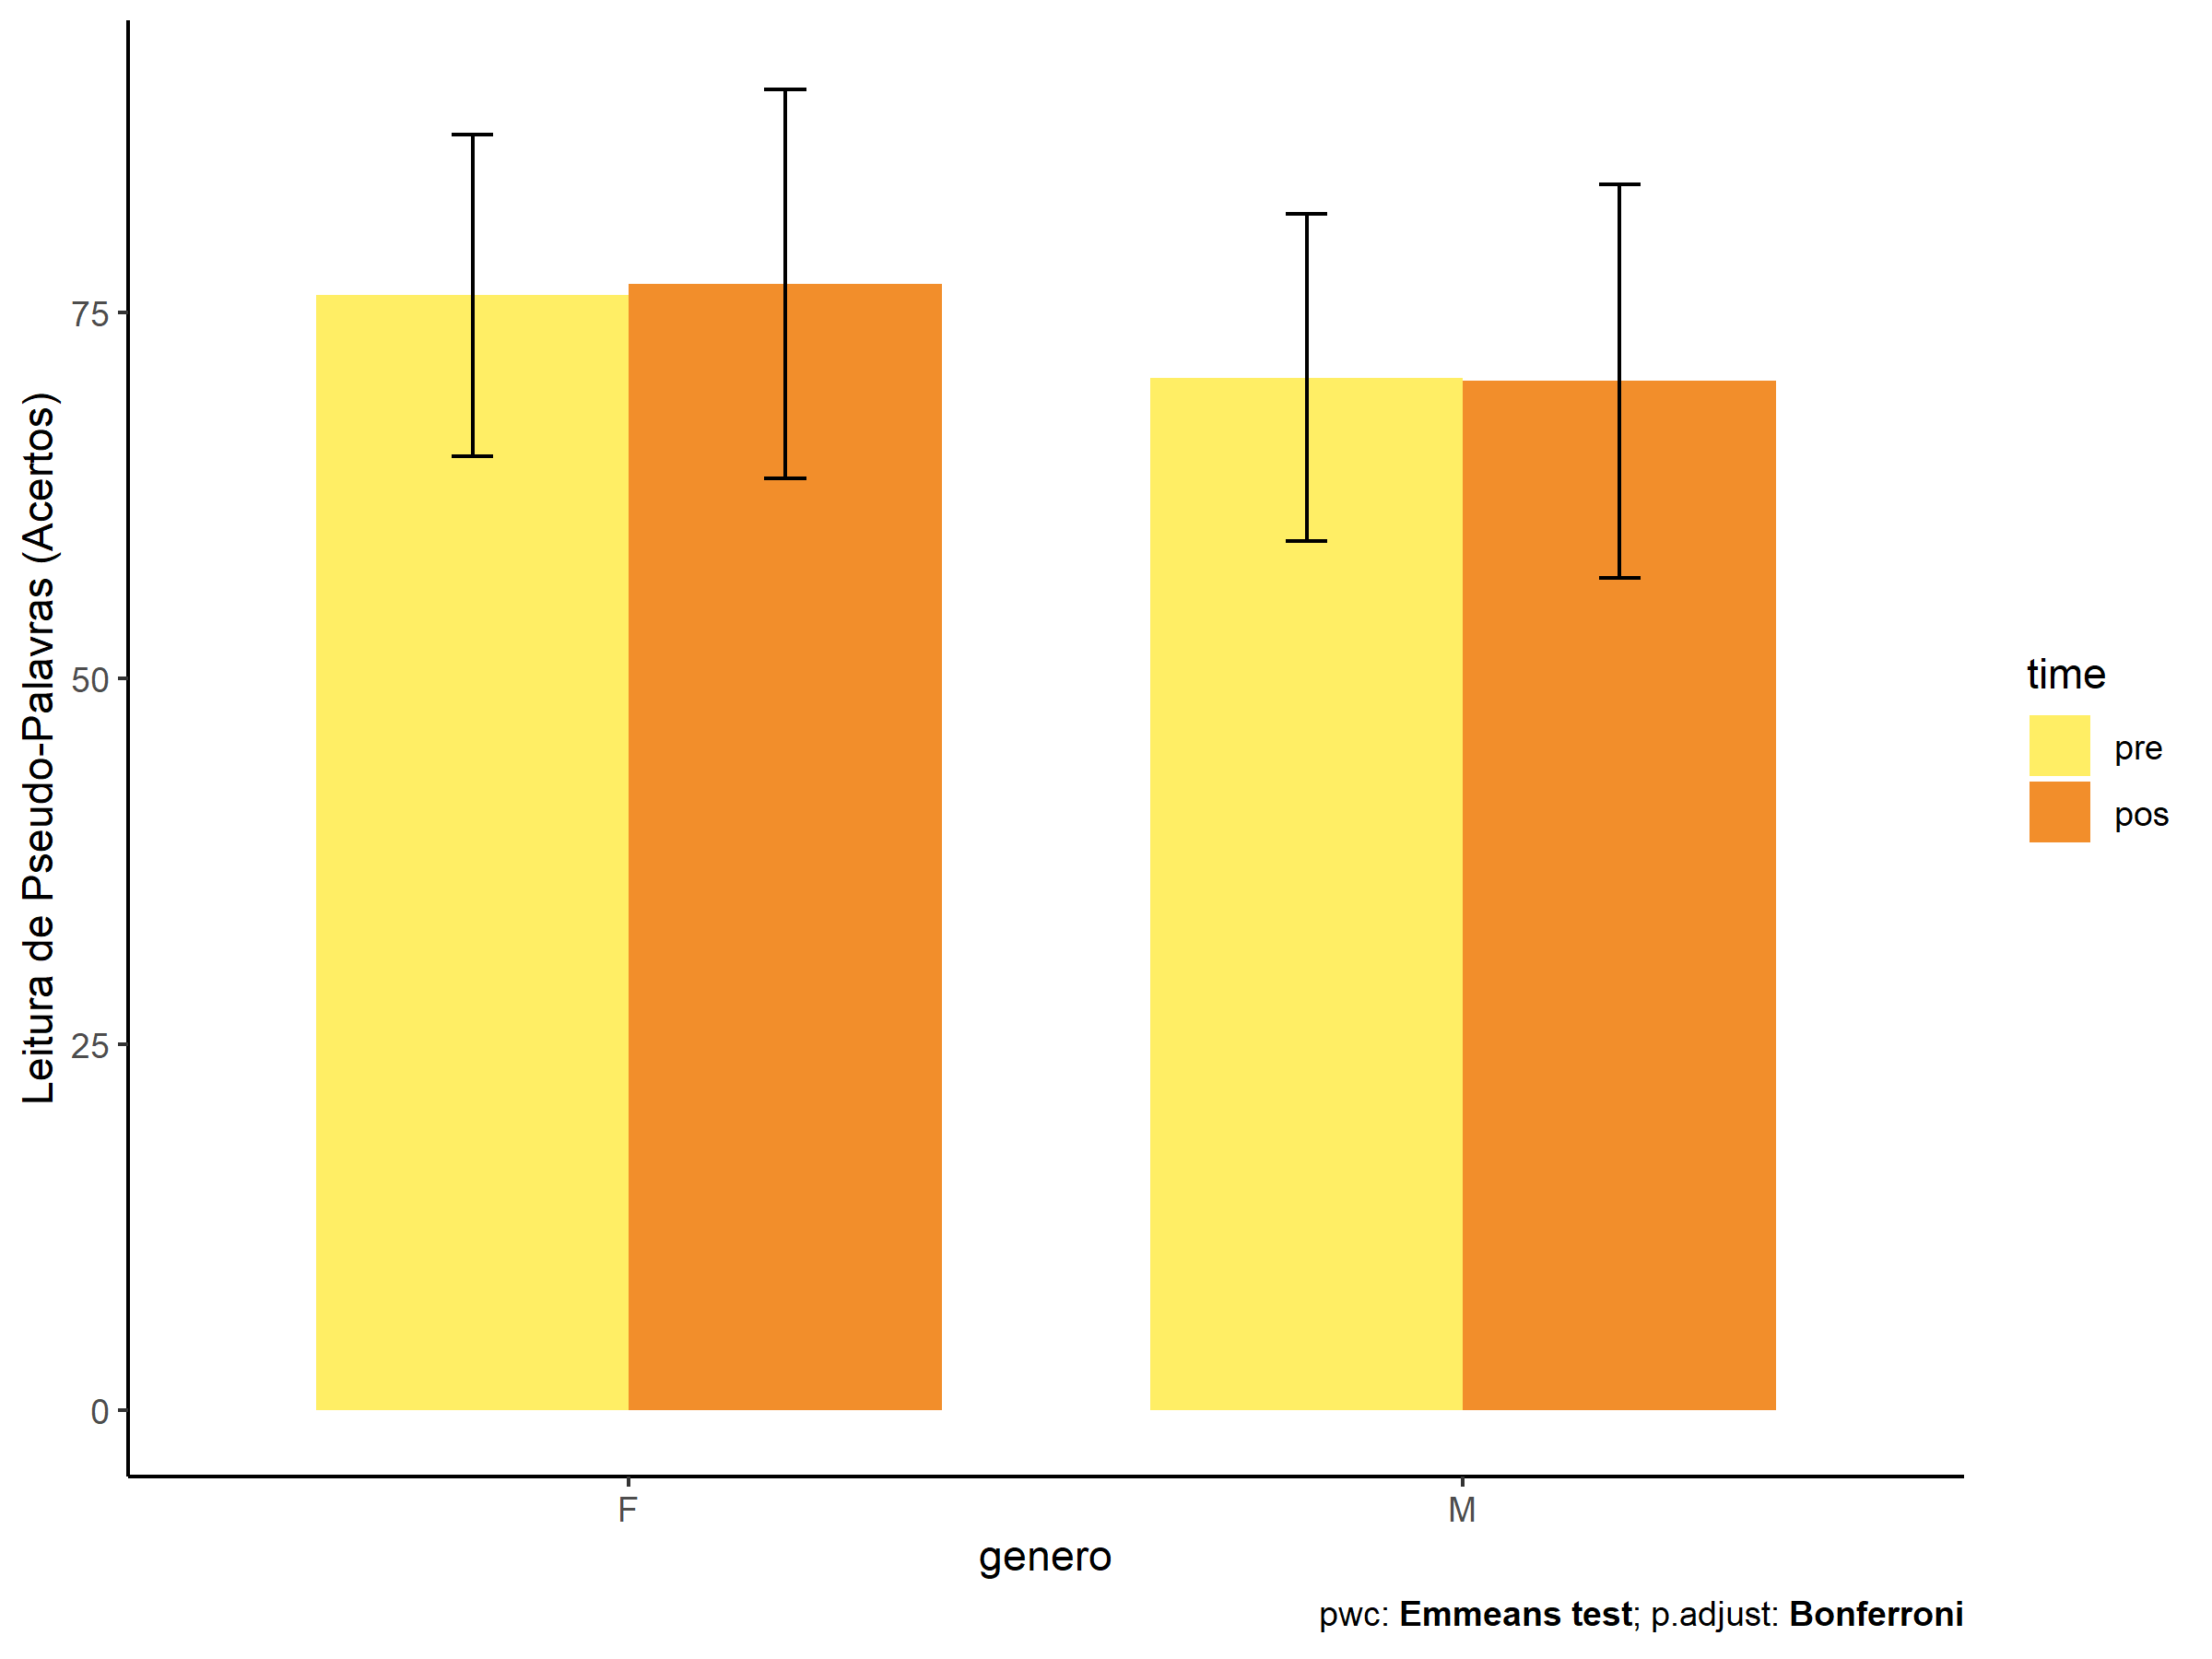 Leitura de Pseudo-Palavras (Acertos)
75
50
25
0
F
M
genero
time
pre
pos
pwc: Emmeans test; p.adjust: Bonferroni